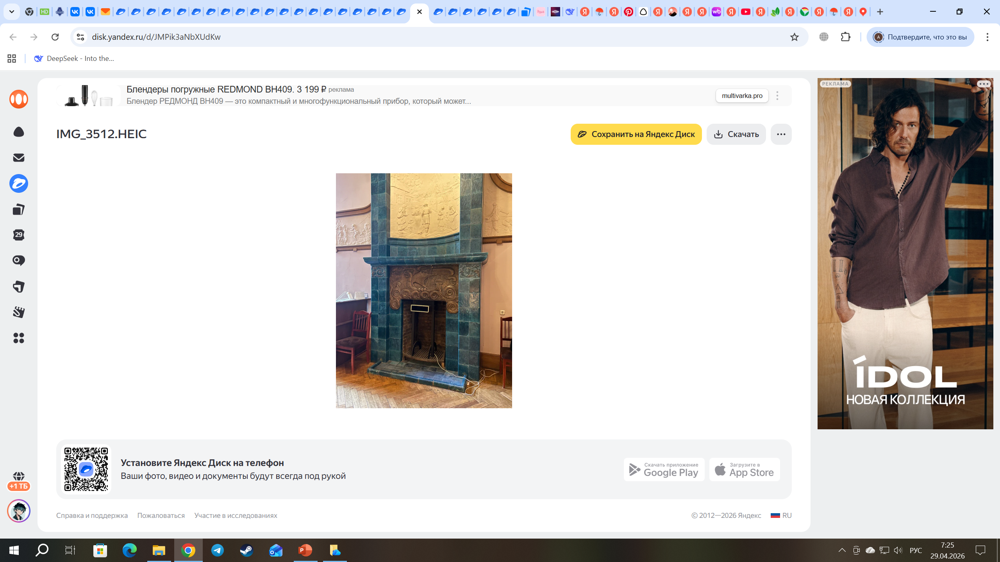 disk.yandex.ru/d/JMPik3aNbXUdKw
Подтвердите, что это вы
DeepSeek - Into the...
Блендеры погружные REDMOND BH409. 3 199 ₽ реклама
Блендер РЕДМОНД BH409 — это компактный и многофункциональный прибор, который может...
multivarka.pro
РЕКЛАМА
IMG_3512.HEIC
Сохранить на Яндекс Диск
Скачать
29
ÍDOL
НОВАЯ КОЛЛЕКЦИЯ
Установите Яндекс Диск на телефон
Ваши фото, видео и документы будут всегда под рукой
Скачать приложение
Google Play
Загрузите в
App Store
+1 ТБ
Справка и поддержка
Пожаловаться
Участие в исследованиях
© 2012—2026 Яндекс
RU
РУС
7:25
29.04.2026